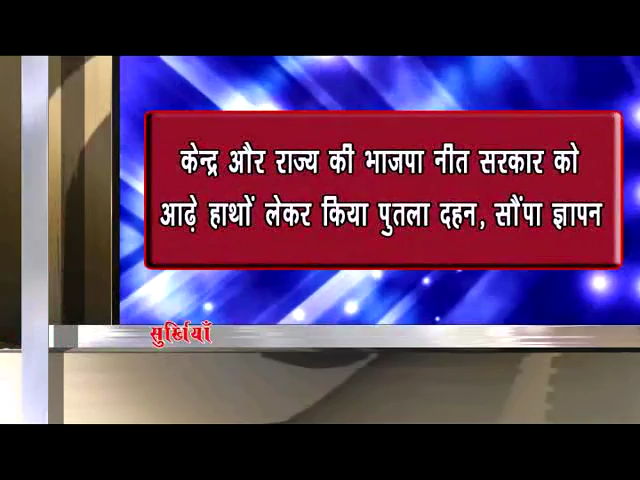 केन्द्र और राज्य की भाजपा नीत सरकार को
आढ़े हाथों लेकर किया पुतला दहन, सौंपा ज्ञापन
सुर्खियाँ